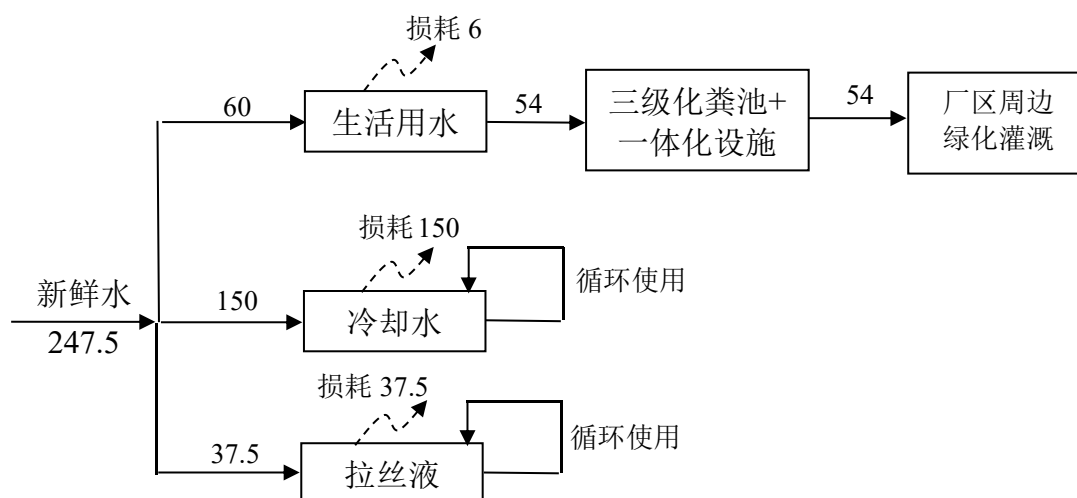 损耗 6
60
生活用水
54
三级化粪池+
一体化设施
54
厂区周边
绿化灌溉
损耗 150
循环使用
新鲜水
247.5
150
冷却水
损耗 37.5
循环使用
37.5
拉丝液